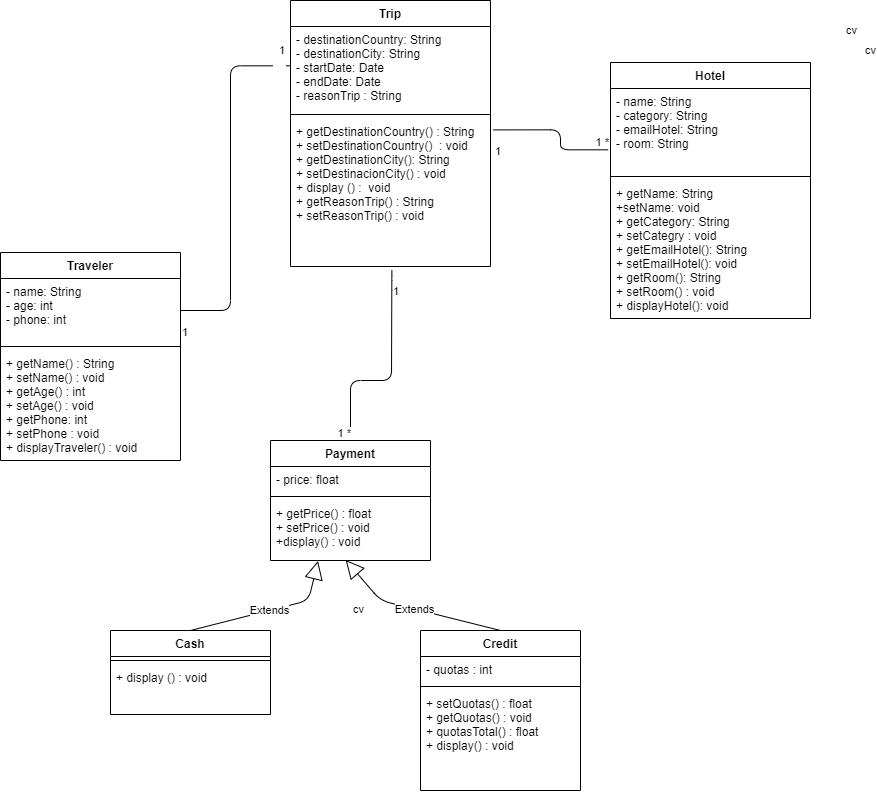 Trip
- destinationCountry: String
- destinationCity: String
- startDate: Date
- endDate: Date
- reasonTrip : String
+ getDestinationCountry() : String
+ setDestinationCountry()  : void
+ getDestinationCity(): String
+ setDestinacionCity() : void
+ display () :  void
+ getReasonTrip() : String
+ setReasonTrip() : void
1
1
1 *
cv
cv
Hotel
- name: String
- category: String
- emailHotel: String
- room: String
+ getName: String
+setName: void
+ getCategory: String
+ setCategry : void
+ getEmailHotel(): String
+ setEmailHotel(): void
+ getRoom(): String
+ setRoom() : void
+ displayHotel(): void
Traveler
- name: String
- age: int
- phone: int
+ getName() : String
+ setName() : void
+ getAge() : int
+ setAge() : void
+ getPhone: int
+ setPhone : void
+ displayTraveler() : void
1
1
1 *
Payment
- price: float
+ getPrice() : float
+ setPrice() : void
+display() : void
Extends
cv
Extends
Cash
+ display () : void
Credit
- quotas : int
+ setQuotas() : float
+ getQuotas() : void
+ quotasTotal() : float
+ display() : void